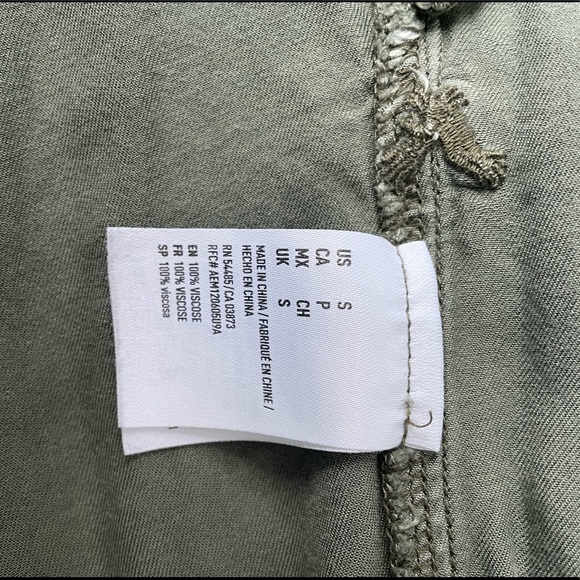 US S
CA P
MX CH
UK S
MADE IN CHINA / FABRIQUÉ EN CHINE /
HECHO EN CHINA
RN 54485 / CA 03873
RFC# AEM120605U9A
EN 100% VISCOSE
FR 100% VISCOSE
SP 100% viscosa